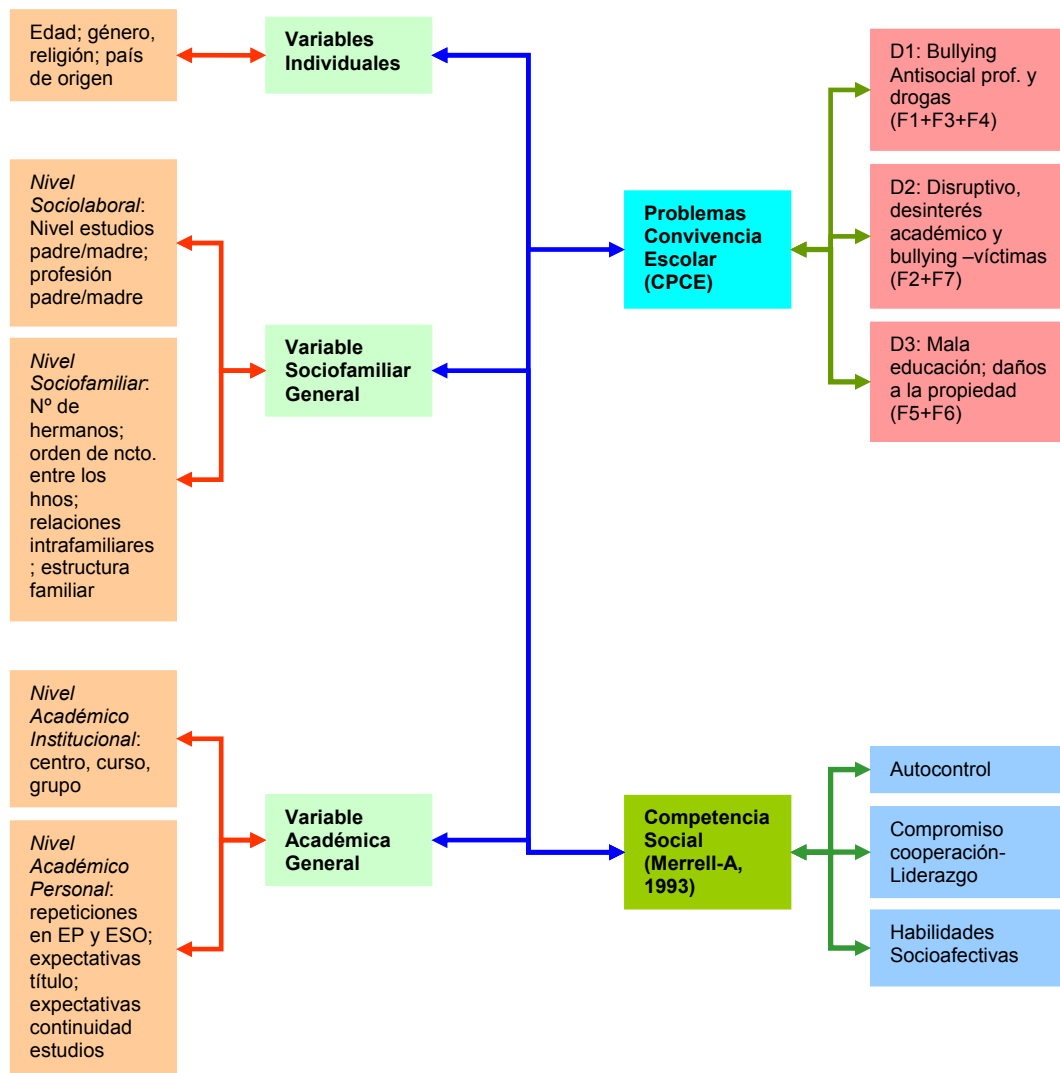 Edad; género,
religión; país
de origen
Variables
Individuales
Nivel
Sociolaboral:
Nivel estudios
padre/madre;
profesión
padre/madre
Nivel
Sociofamiliar:
Nº de
hermanos;
orden de ncto.
entre los
hnos;
relaciones
intrafamiliares
; estructura
familiar
Variable
Sociofamiliar
General
Nivel
Académico
Institucional:
centro, curso,
grupo
Nivel
Académico
Personal:
repeticiones
en EP y ESO;
expectativas
título;
expectativas
continuidad
estudios
Variable
Académica
General
Problemas
Convivencia
Escolar
(CPCE)
D1: Bullying
Antisocial prof. y
drogas
(F1+F3+F4)
D2: Disruptivo,
desinterés
académico y
bullying –víctimas
(F2+F7)
D3: Mala
educación; daños
a la propiedad
(F5+F6)
Competencia
Social
(Merrell-A,
1993)
Autocontrol
Compromiso
cooperación-
Liderazgo
Habilidades
Socioafectivas